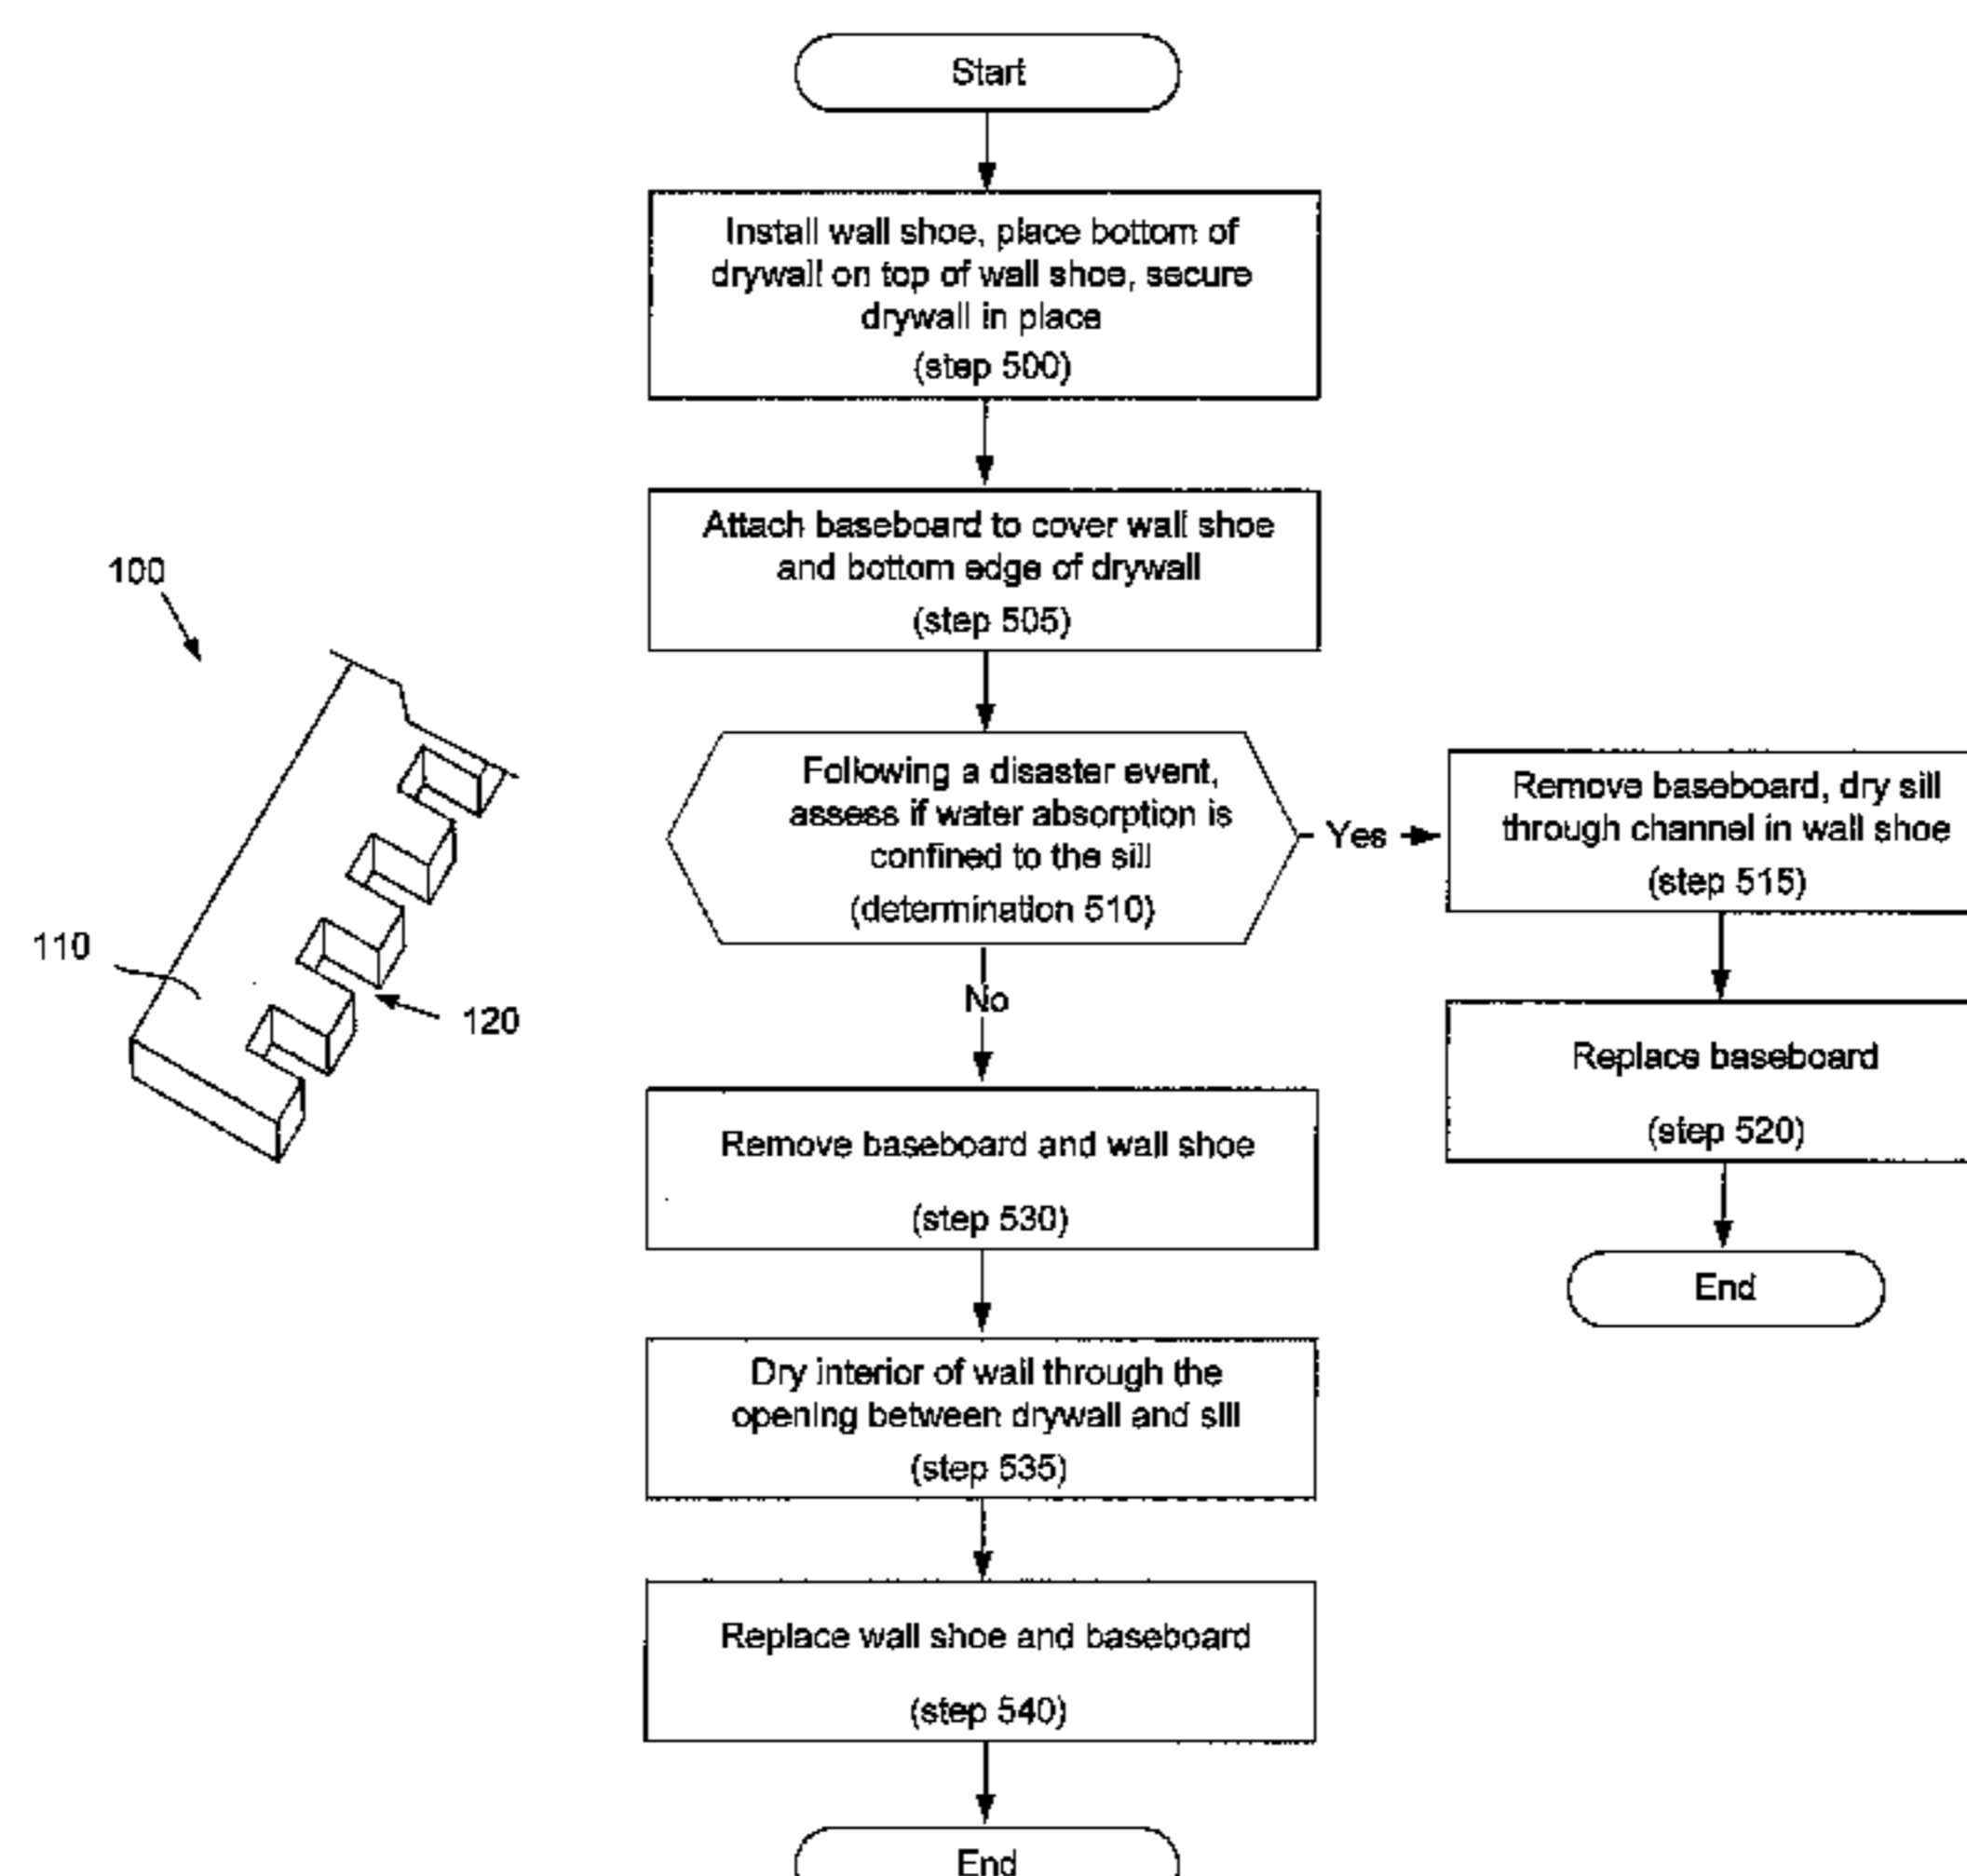 Start
Install wall shoe, place bottom of
drywall on top of wall shoe, secure
drywall in place
(step 500)
Attach baseboard to cover wall shoe
and bottom edge of drywall
(step 505)
100
110
120
Following a disaster event,
assess if water absorption is
confined to the sill
(determination 510)
Yes
Remove baseboard, dry sill
through channel in wall shoe
(step 515)
Replace baseboard
(step 520)
End
No
Remove baseboard and wall shoe
(step 530)
Dry interior of wall through the
opening between drywall and sill
(step 535)
Replace wall shoe and baseboard
(step 540)
End